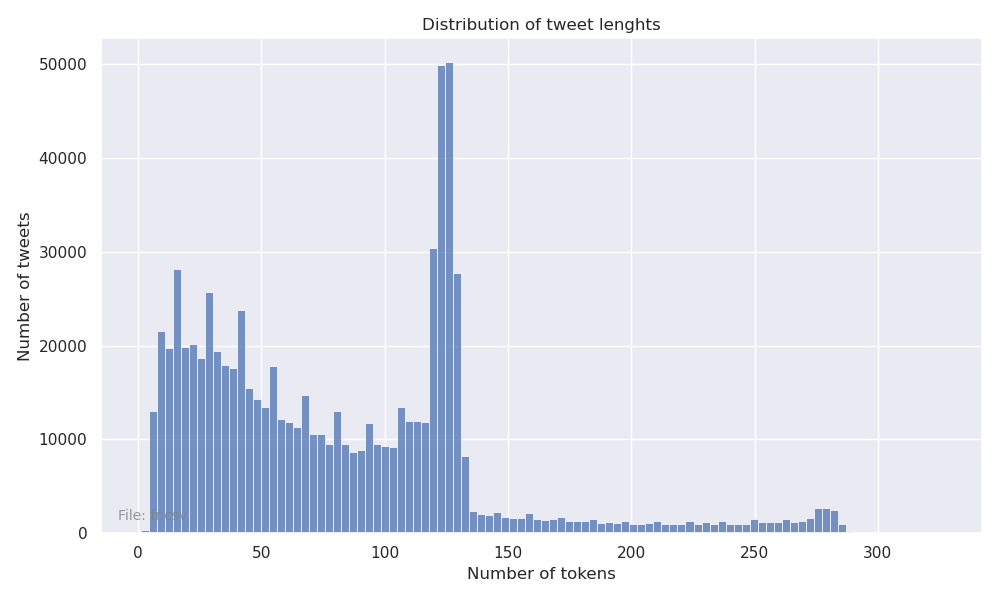 Distribution of tweet lenghts
50000
40000
30000
20000
10000
0
Number of tweets
File:
0 50 100 150 200 250 300
Number of tokens